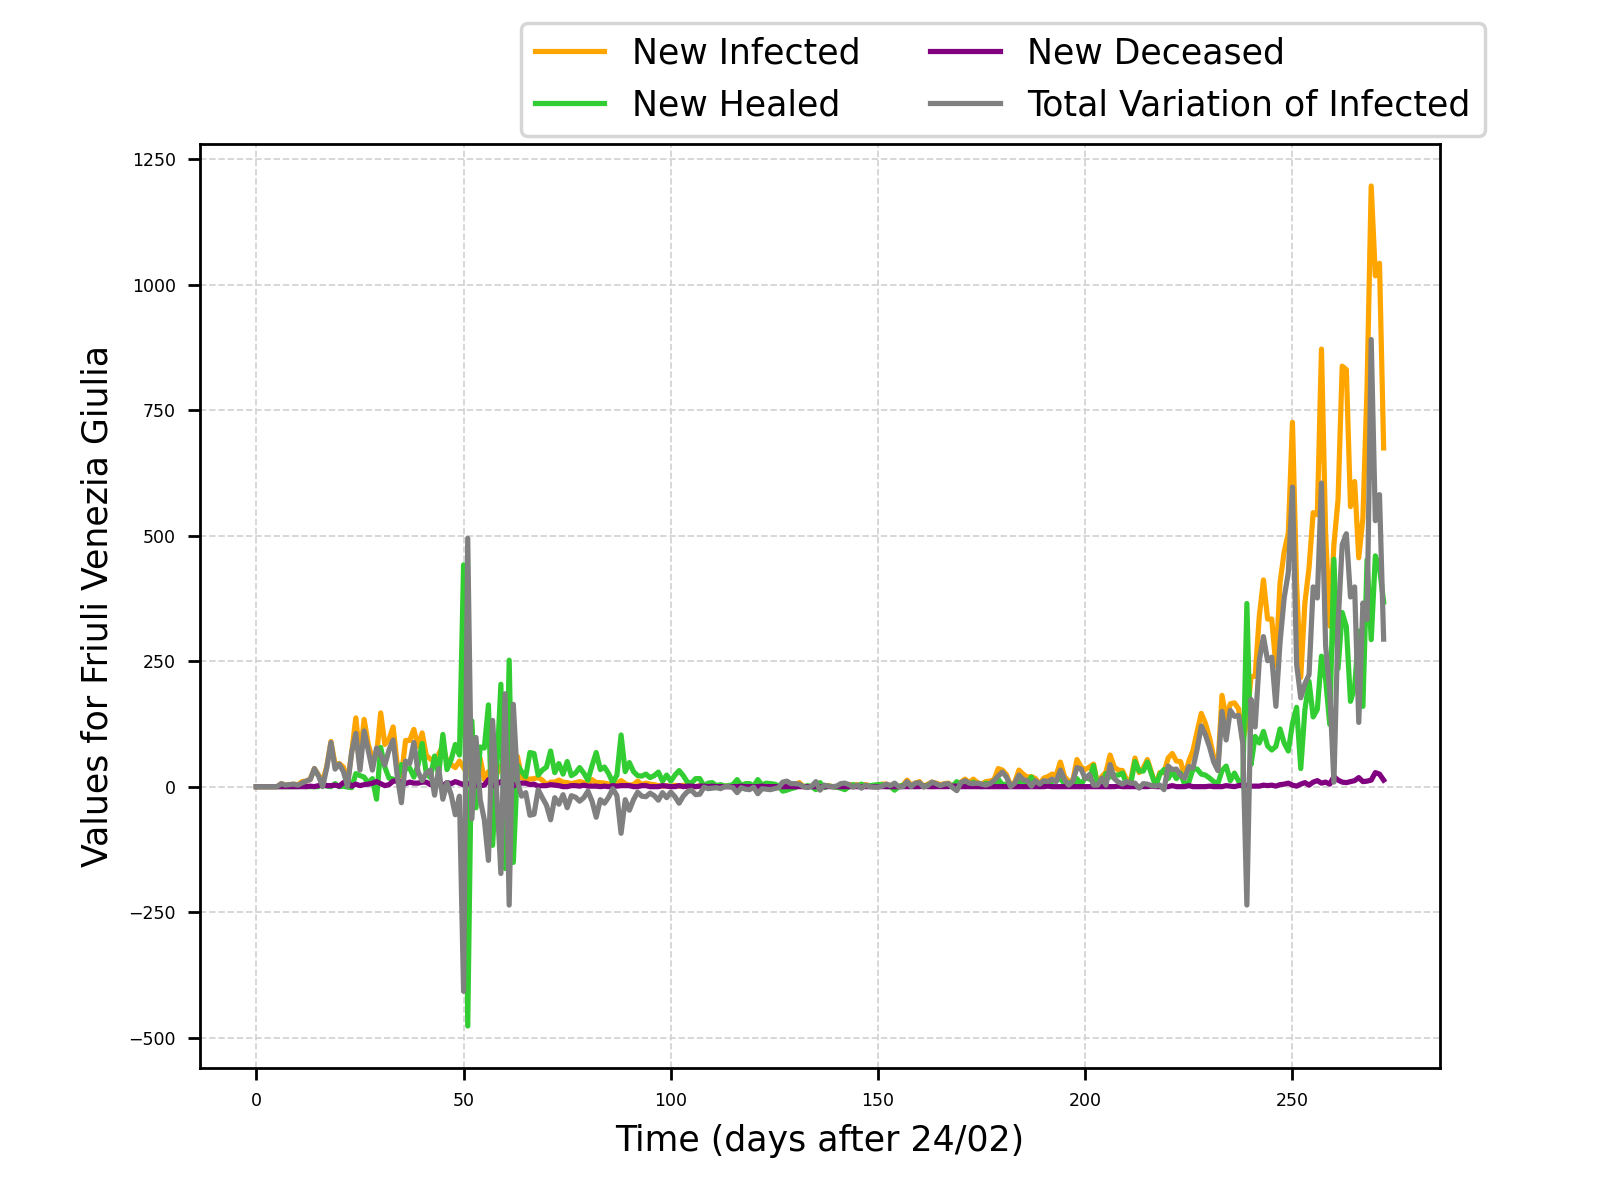 New Infected
New Healed
New Deceased
Total Variation of Infected
1250
1000
750
500
250
0
−250
−500
Values for Friuli Venezia Giulia
0 50 100 150 200 250
Time (days after 24/02)